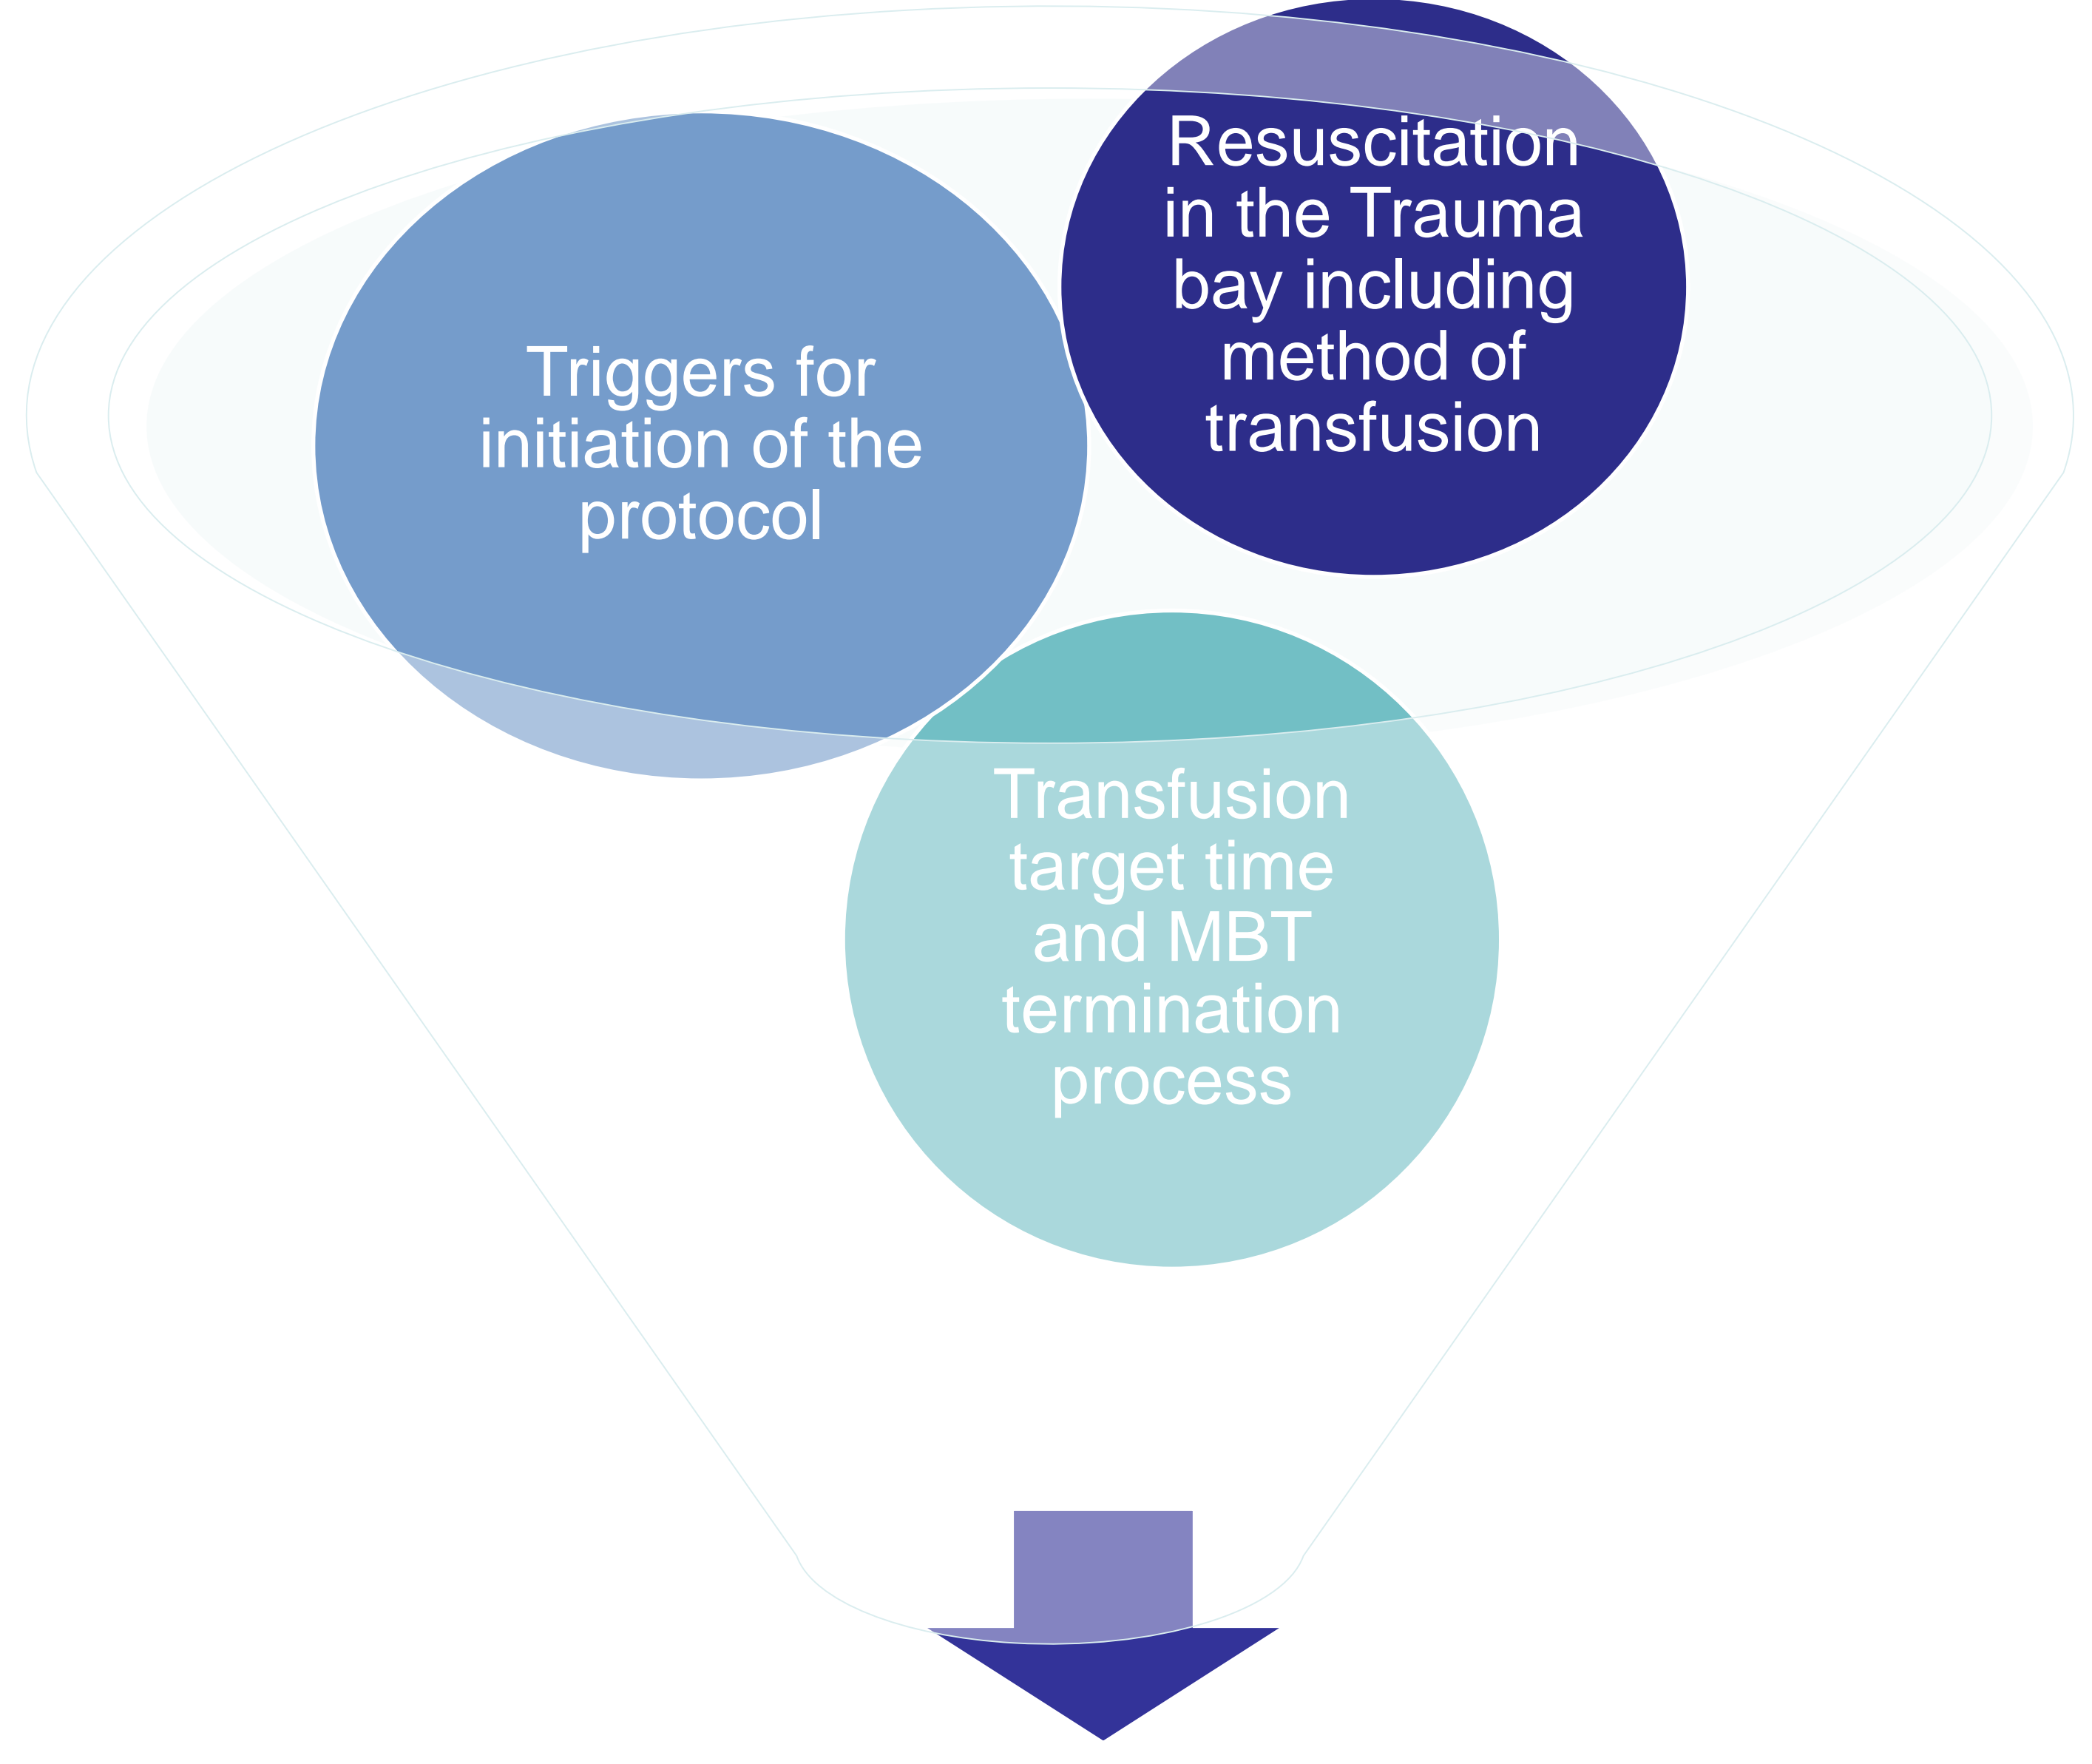 Triggers for
initiation of the
protocol
Resuscitation
in the Trauma
bay including
method of
transfusion
Transfusion
target time
and MBT
termination
process